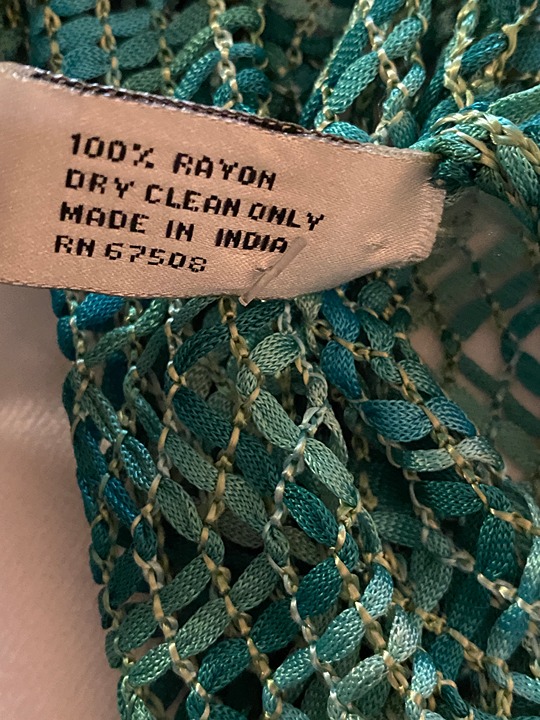 100% RAYON
DRY CLEAN ONLY
MADE IN INDIA
RN 67508